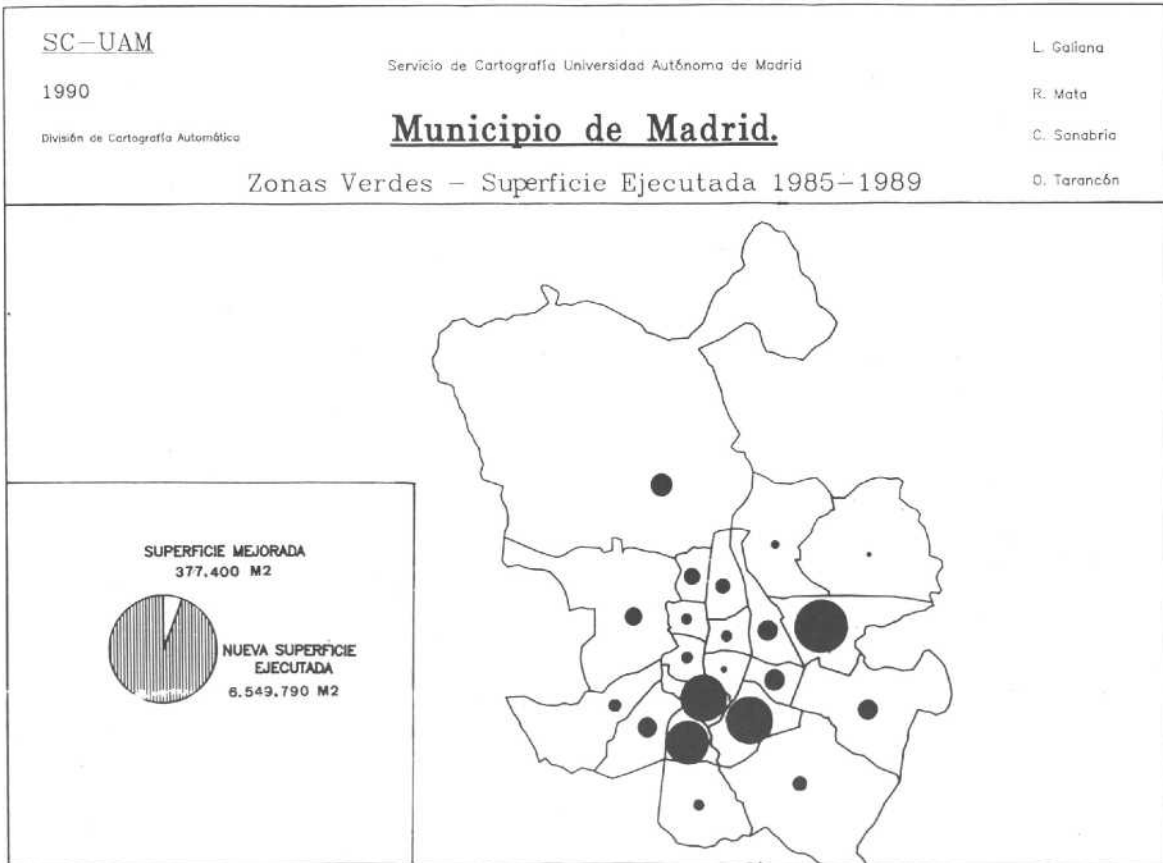 SC-UAM
1990
División de Cartografía Automática
Servicio de Cartografía Universidad Autónoma de Madrid
Municipio de Madrid.
Zonas Verdes - Superficie Ejecutada 1985-1989
L. Galiana
R. Mata
C. Sanabria
D. Tarancón
SUPERFICIE MEJORADA
377.400 M2
NUEVA SUPERFICIE
EJECUTADA
6.549.790 M2